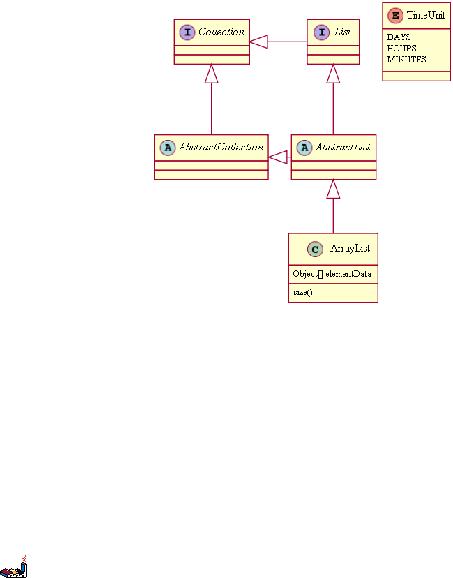 I Collection
I List
E TimeUnit
DAYS
HOURS
MINUTES
A AbstractCollection
A AbstractList
C ArrayList
Object[] elementData
size()